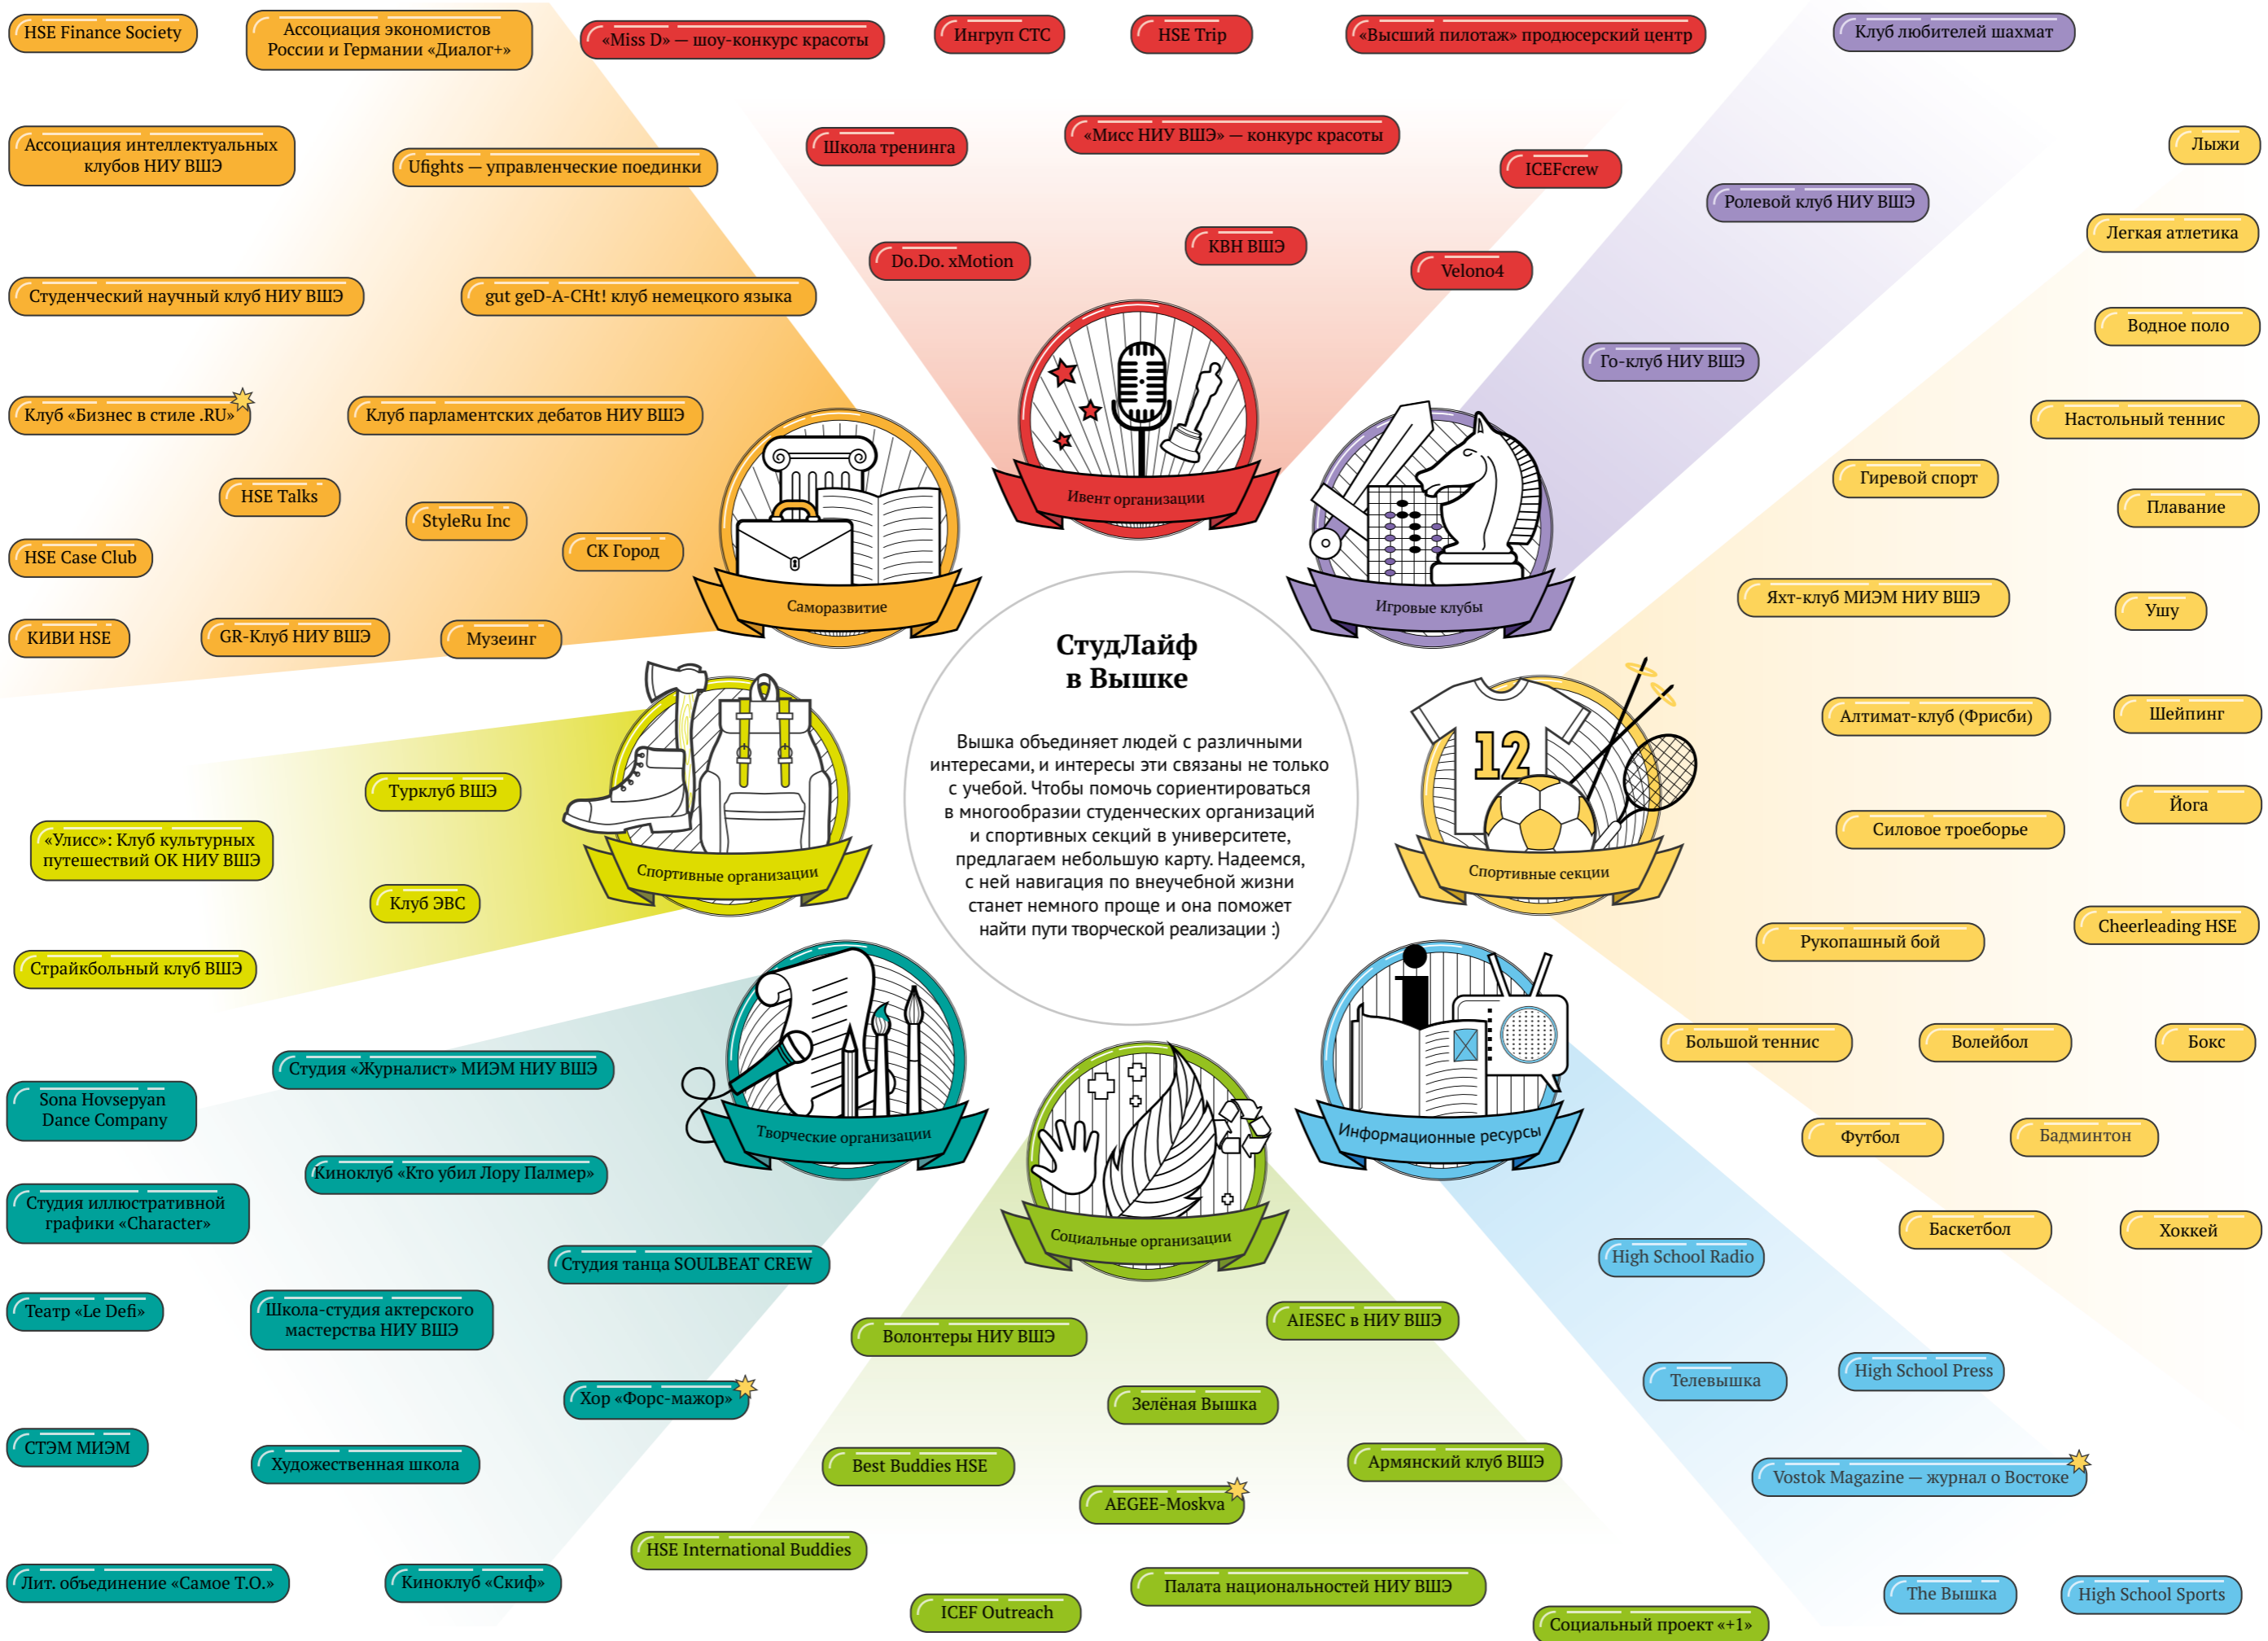 HSE Finance Society
Ассоциация экономистов
России и Германии «Диалог+»
«Miss D» — шоу-конкурс красоты
Ингруп СТС
HSE Trip
«Высший пилотаж» продюсерский центр
Клуб любителей шахмат
Ассоциация интеллектуальных
клубов НИУ ВШЭ
Ufights — управленческие поединки
Школа тренинга
«Мисс НИУ ВШЭ» — конкурс красоты
ICEFcrew
Ролевой клуб НИУ ВШЭ
Лыжи
Легкая атлетика
Do.Do. xMotion
КВН ВШЭ
Velono4
Студенческий научный клуб НИУ ВШЭ
gut geD-A-CHt! клуб немецкого языка
Водное поло
Го-клуб НИУ ВШЭ
Клуб «Бизнес в стиле .RU»
Клуб парламентских дебатов НИУ ВШЭ
Настольный теннис
HSE Talks
StyleRu Inc
СК Город
Ивент организации
Гиревой спорт
Плавание
HSE Case Club
КИВИ HSE
GR-Клуб НИУ ВШЭ
Музеинг
Саморазвитие
Игровые клубы
Яхт-клуб МИЭМ НИУ ВШЭ
Ушу
СтудЛайф
в Вышке
Вышка объединяет людей с различными
интересами, и интересы эти связаны не только
с учебой. Чтобы помочь сориентироваться
в многообразии студенческих организаций
и спортивных секций в университете,
предлагаем небольшую карту. Надеемся,
с ней навигация по внеучебной жизни
станет немного проще и она поможет
найти пути творческой реализации :)
Алтимат-клуб (Фрисби)
Шейпинг
12
Турклуб ВШЭ
Йога
«Улисс»: Клуб культурных
путешествий ОК НИУ ВШЭ
Силовое троеборье
Спортивные организации
Спортивные секции
Клуб ЭВС
Cheerleading HSE
Рукопашный бой
Страйкбольный клуб ВШЭ
i
Большой теннис
Волейбол
Бокс
Студия «Журналист» МИЭМ НИУ ВШЭ
Sona Hovsepyan
Dance Company
Творческие организации
Информационные ресурсы
Футбол
Бадминтон
Киноклуб «Кто убил Лору Палмер»
Студия иллюстративной
графики «Character»
Социальные организации
Баскетбол
Хоккей
Студия танца SOULBEAT CREW
High School Radio
Театр «Le Defi»
Школа-студия актерского
мастерства НИУ ВШЭ
Волонтеры НИУ ВШЭ
AIESEC в НИУ ВШЭ
Телевышка
High School Press
Хор «Форс-мажор»
Зелёная Вышка
СТЭМ МИЭМ
Художественная школа
Best Buddies HSE
Армянский клуб ВШЭ
Vostok Magazine — журнал о Востоке
AEGEE-Moskva
HSE International Buddies
Лит. объединение «Самое Т.О.»
Киноклуб «Скиф»
Палата национальностей НИУ ВШЭ
The Вышка
High School Sports
ICEF Outreach
Социальный проект «+1»